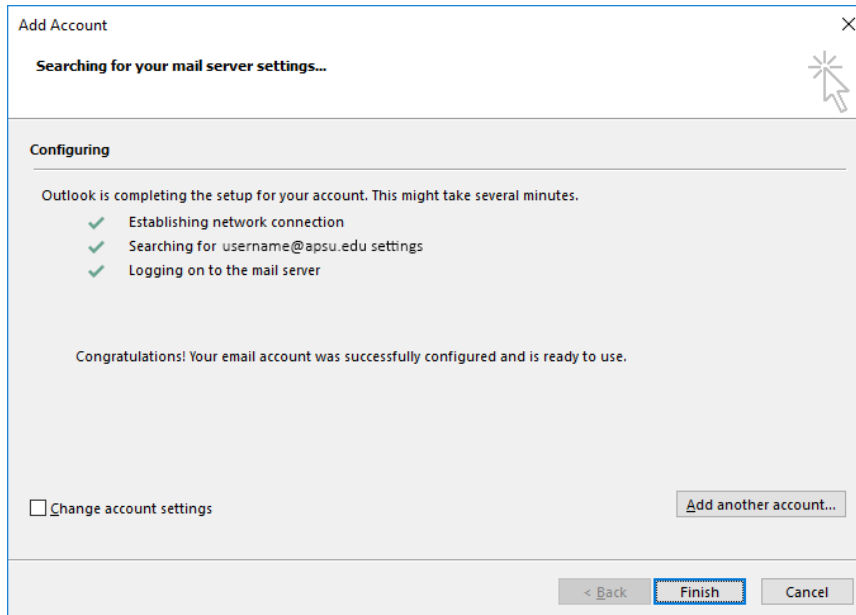 Add Account
Searching for your mail server settings...
Configuring
Outlook is completing the setup for your account. This might take several minutes.
Establishing network connection
Searching for username@apsu.edu settings
Logging on to the mail server
Congratulations! Your email account was successfully configured and is ready to use.
Change account settings
Add another account...
< Back
Finish
Cancel